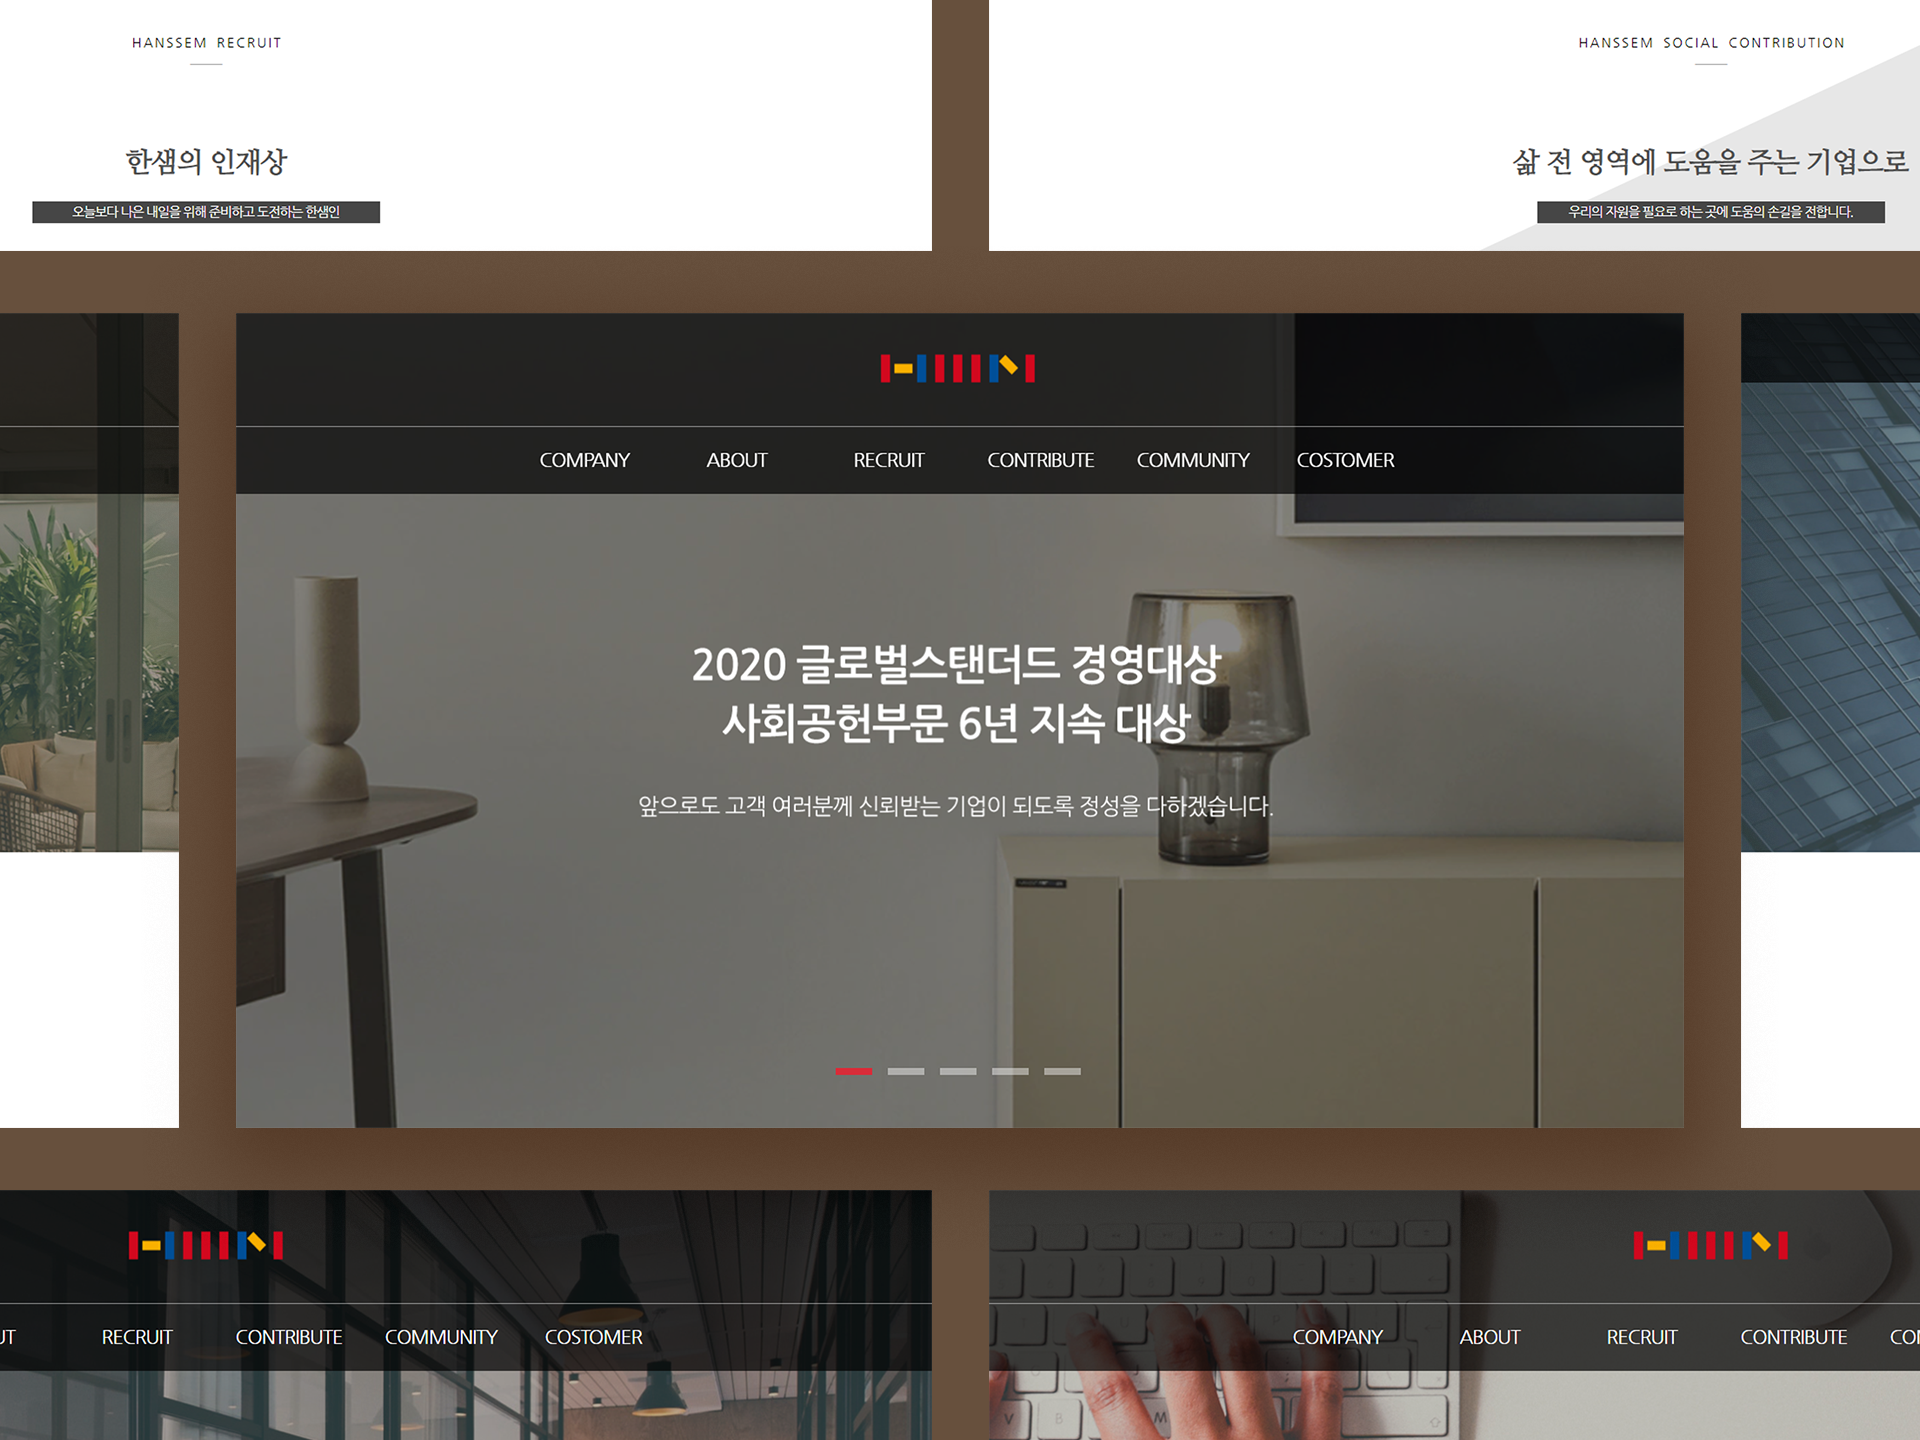 HANSSEM RECRUIT
한샘의 인재상
오늘보다 나은 내일을 위해 준비하고 도전하는 한샘인
HANSSEM SOCIAL CONTRIBUTION
삶 전 영역에 도움을 주는 기업으로
우리의 자원을 필요로 하는 곳에 도움의 손길을 전합니다.
COMPANY ABOUT RECRUIT CONTRIBUTE COMMUNITY COSTOMER
2020 글로벌스탠더드 경영대상
사회공헌부문 6년 지속 대상
앞으로도 고객 여러분께 신뢰받는 기업이 되도록 정성을 다하겠습니다.
UT RECRUIT CONTRIBUTE COMMUNITY COSTOMER
COMPANY ABOUT RECRUIT CONTRIBUTE CO
V B M